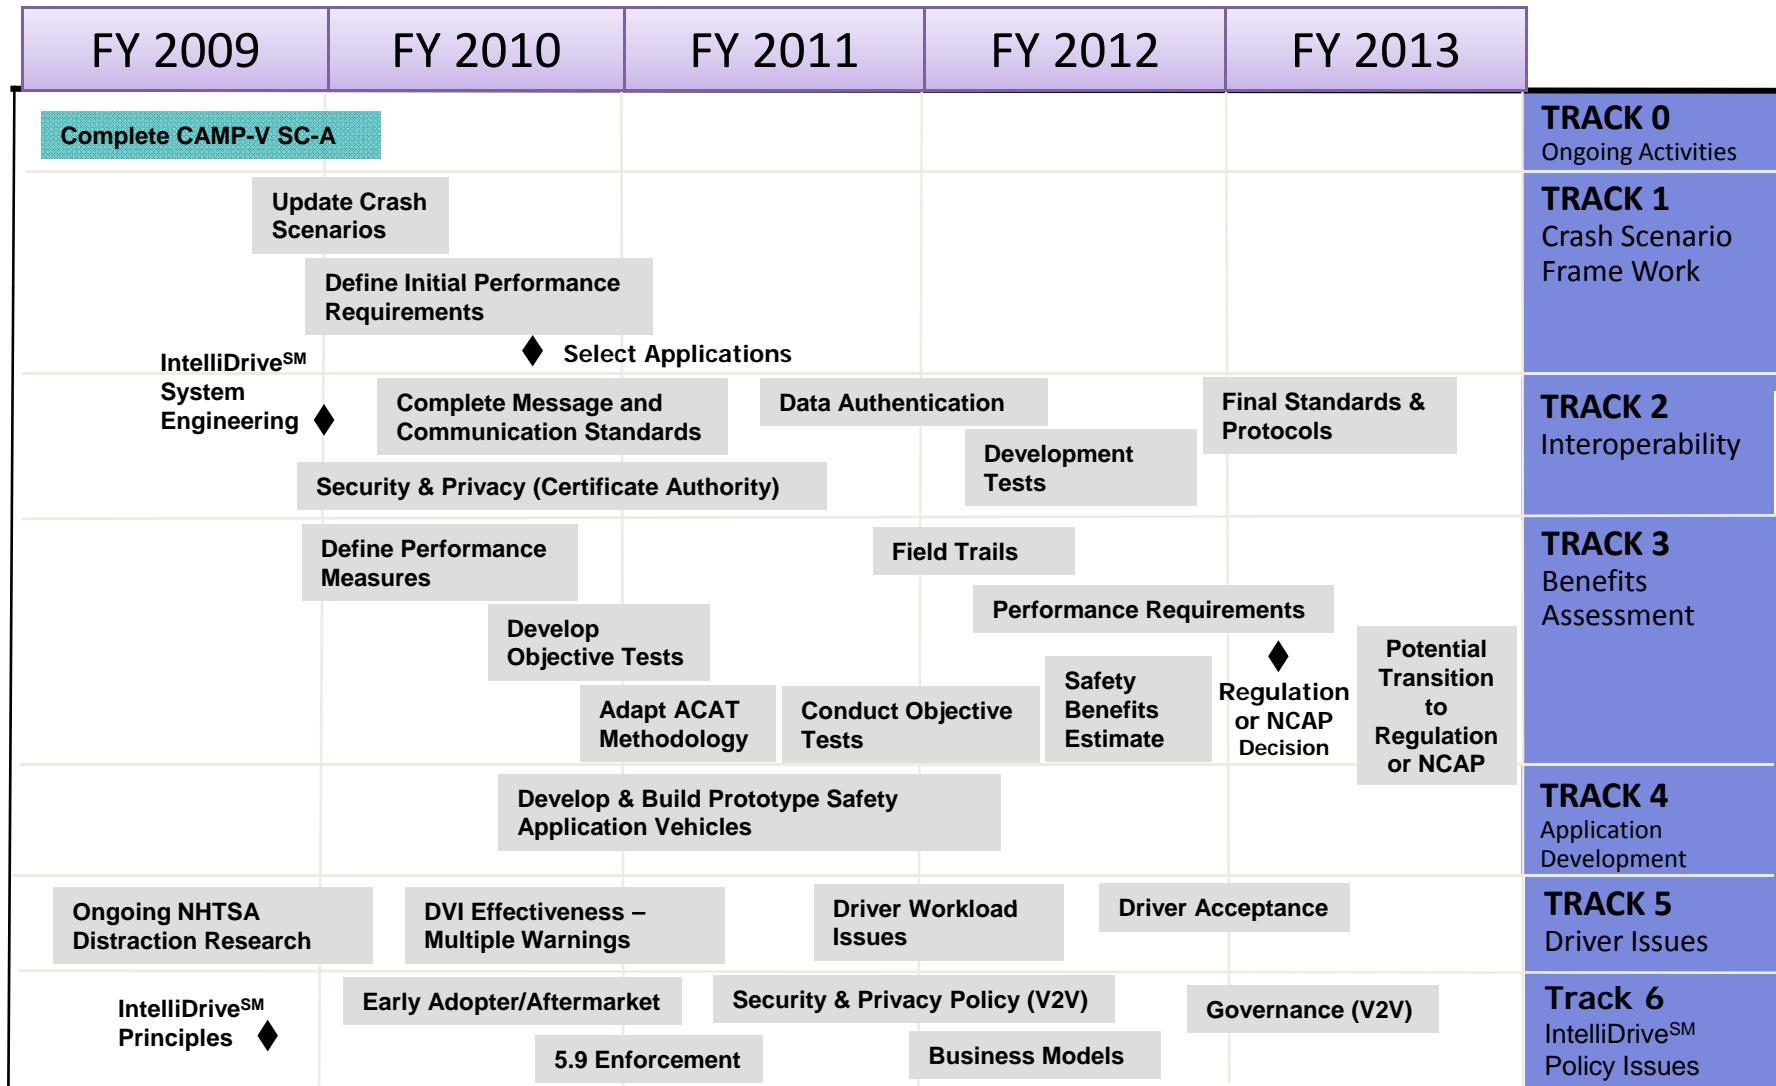 FY 2009
FY 2010
FY 2011
FY 2012
FY 2013
Complete CAMP-V SC-A
TRACK 0
Ongoing Activities
Update Crash
Scenarios
Define Initial Performance
Requirements
Select Applications
TRACK 1
Crash Scenario
Frame Work
IntelliDriveSM
System
Engineering
Complete Message and
Communication Standards
Data Authentication
Final Standards &
Protocols
Development
Tests
Security & Privacy (Certificate Authority)
TRACK 2
Interoperability
Define Performance
Measures
Field Trails
Performance Requirements
Develop
Objective Tests
Adapt ACAT
Methodology
Conduct Objective
Tests
Safety
Benefits
Estimate
Regulation
or NCAP
Decision
Potential
Transition
to
Regulation
or NCAP
TRACK 3
Benefits
Assessment
Develop & Build Prototype Safety
Application Vehicles
TRACK 4
Application
Development
Ongoing NHTSA
Distraction Research
DVI Effectiveness –
Multiple Warnings
Driver Workload
Issues
Driver Acceptance
TRACK 5
Driver Issues
IntelliDriveSM
Principles
Early Adopter/Aftermarket
Security & Privacy Policy (V2V)
Governance (V2V)
5.9 Enforcement
Business Models
Track 6
IntelliDriveSM
Policy Issues